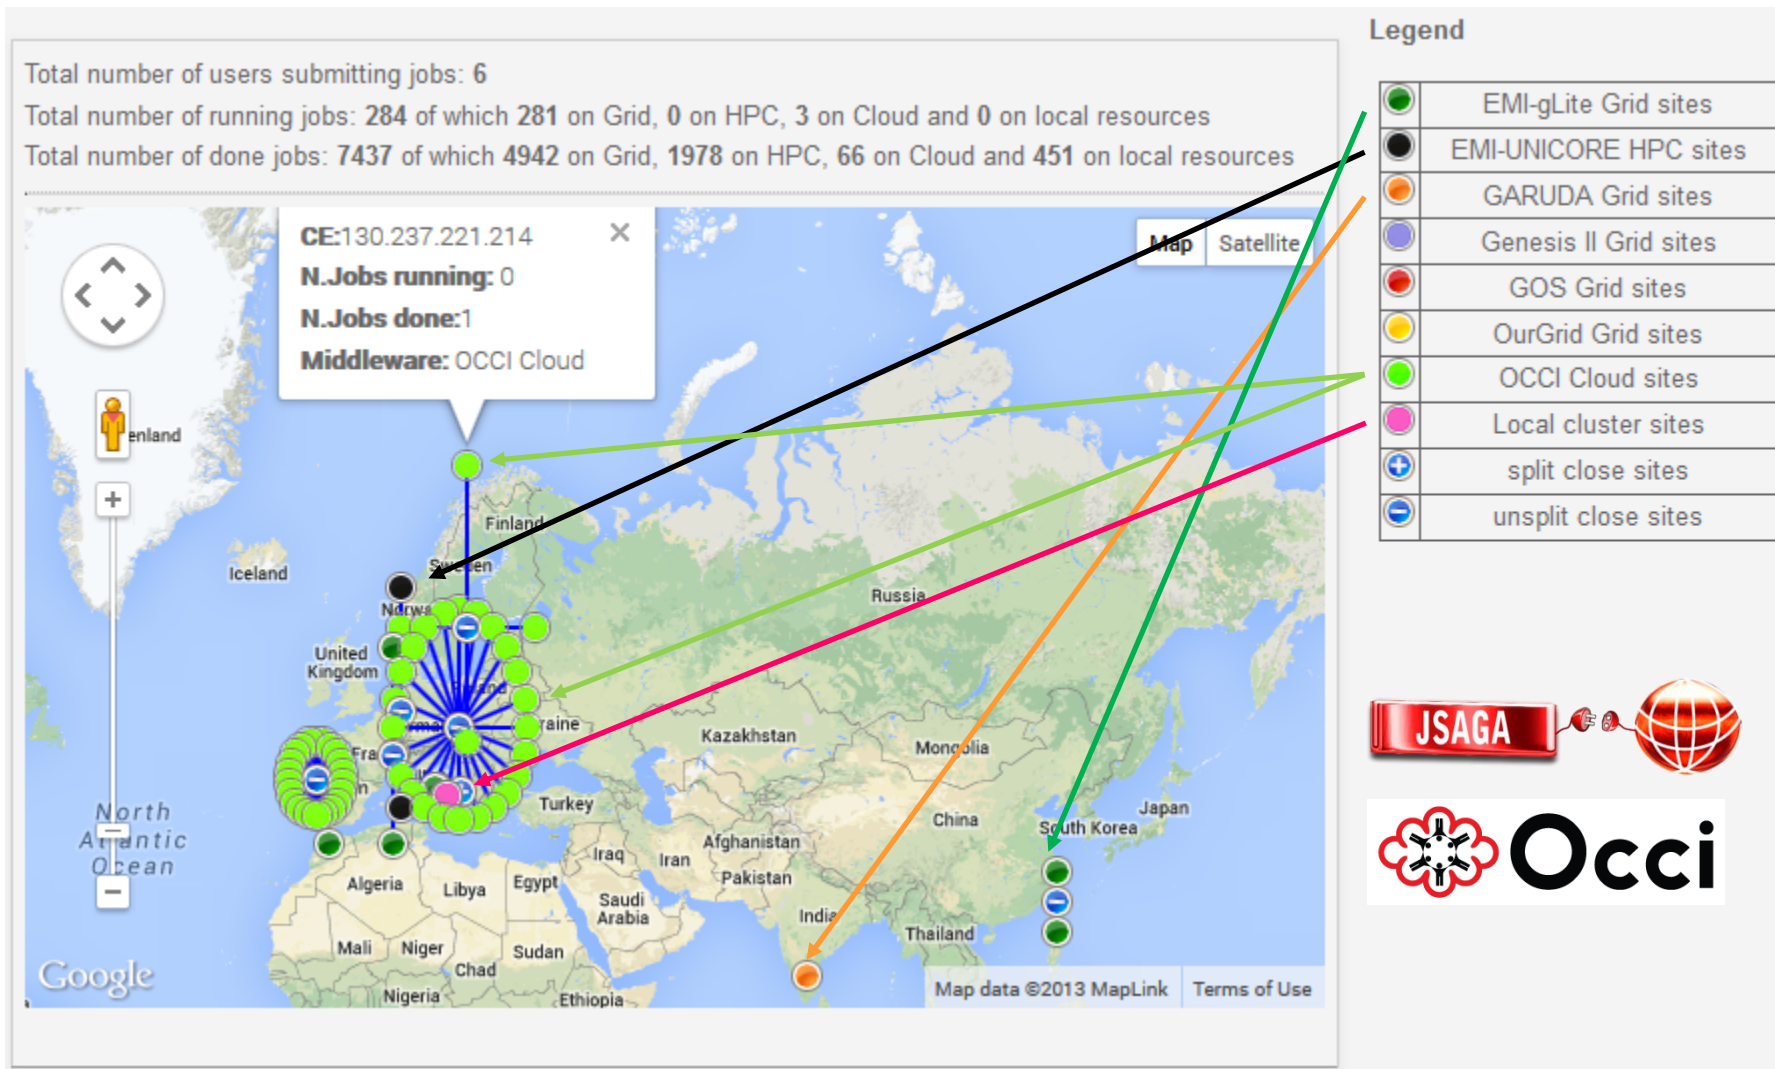 Legend
Total number of users submitting jobs: 6
Total number of running jobs: 284 of which 281 on Grid, 0 on HPC, 3 on Cloud and 0 on local resources
Total number of done jobs: 7437 of which 4942 on Grid, 1978 on HPC, 66 on Cloud and 451 on local resources
EMI-gLite Grid sites
EMI-UNICORE HPC sites
GARUDA Grid sites
Genesis II Grid sites
GOS Grid sites
OurGrid Grid sites
OCCI Cloud sites
Local cluster sites
split close sites
unsplit close sites
CE:130.237.221.214
N.Jobs running: 0
N.Jobs done:1
Middleware: OCCI Cloud
Map
Satellite
enland
Finland
Sweden
Iceland
Norwa
Russia
United
Kingdom
raine
Fra
Kazakhstan
Mongolia
Turkey
Japan
China
South Korea
North
Atlantic
Ocean
Afghanistan
Iraq
Iran
Pakistan
Algeria
Libya
Egypt
Saudi
Arabia
India
Thailand
Mali
Niger
Sudan
Chad
Nigeria
Ethiopia
Google
Map data ©2013 MapLink
Terms of Use
JSAGA
Occi